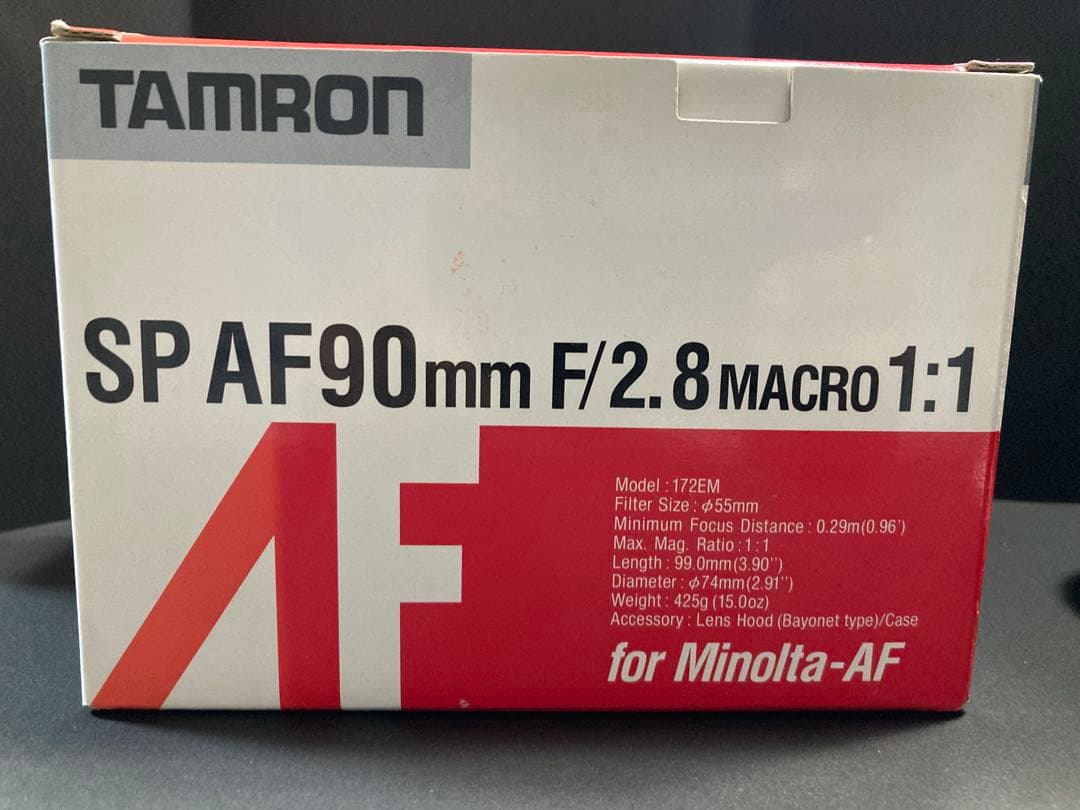 TAMRON
SP AF90mm F/2.8 MACRO 1:1
AF
Model : 172EM
Filter Size : ϕ55mm
Minimum Focus Distance : 0.29m(0.96')
Max. Mag. Ratio : 1:1
Length : 99.0mm(3.90'')
Diameter : ϕ74mm(2.91'')
Weight : 425g (15.0oz)
Accessory : Lens Hood (Bayonet type)/Case
for Minolta-AF